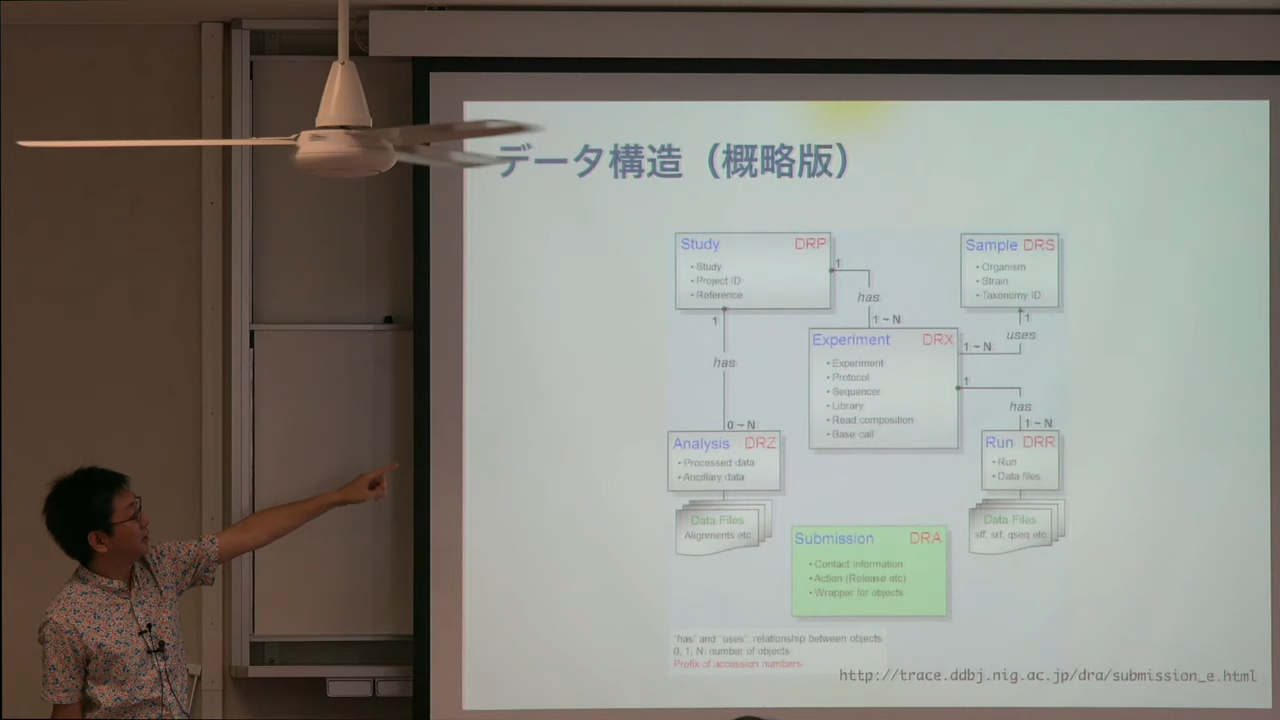 データ構造（概略版）
Study DRP
• Study
• Project ID
• Reference
Sample DRS
• Organism
• Strain
• Taxonomy ID
1
has
1 ~ N
Experiment DRX
• Experiment
• Protocol
• Sequencer
• Library
• Read composition
• Base call
1 ~ N
uses
1
1
has
0 ~ N
1
has
1 ~ N
Analysis DRZ
• Processed data
• Ancillary data
Data Files
Alignments etc
Run DRR
• Run
• Data files
Data Files
sff, srf, qseq etc
Submission DRA
• Contact information
• Action (Release etc)
• Wrapper for objects
"has" and "uses": relationship between objects
0, 1, N: number of objects
Prefix of accession numbers
http://trace.ddbj.nig.ac.jp/dra/submission_e.html